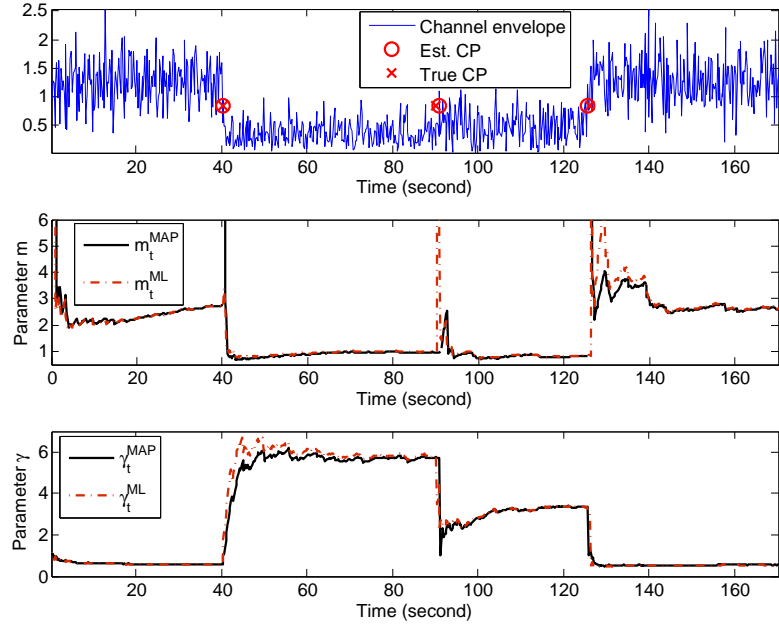 2.5
2
1.5
1
0.5
Channel envelope
Est. CP
True CP
0 20 40 60 80 100 120 140 160
Time (second)
Parameter m
6
5
4
3
2
1
m_t^MAP
m_t^ML
0 20 40 60 80 100 120 140 160
Time (second)
Parameter γ
6
4
2
0
γ_t^MAP
γ_t^ML
20 40 60 80 100 120 140 160
Time (second)